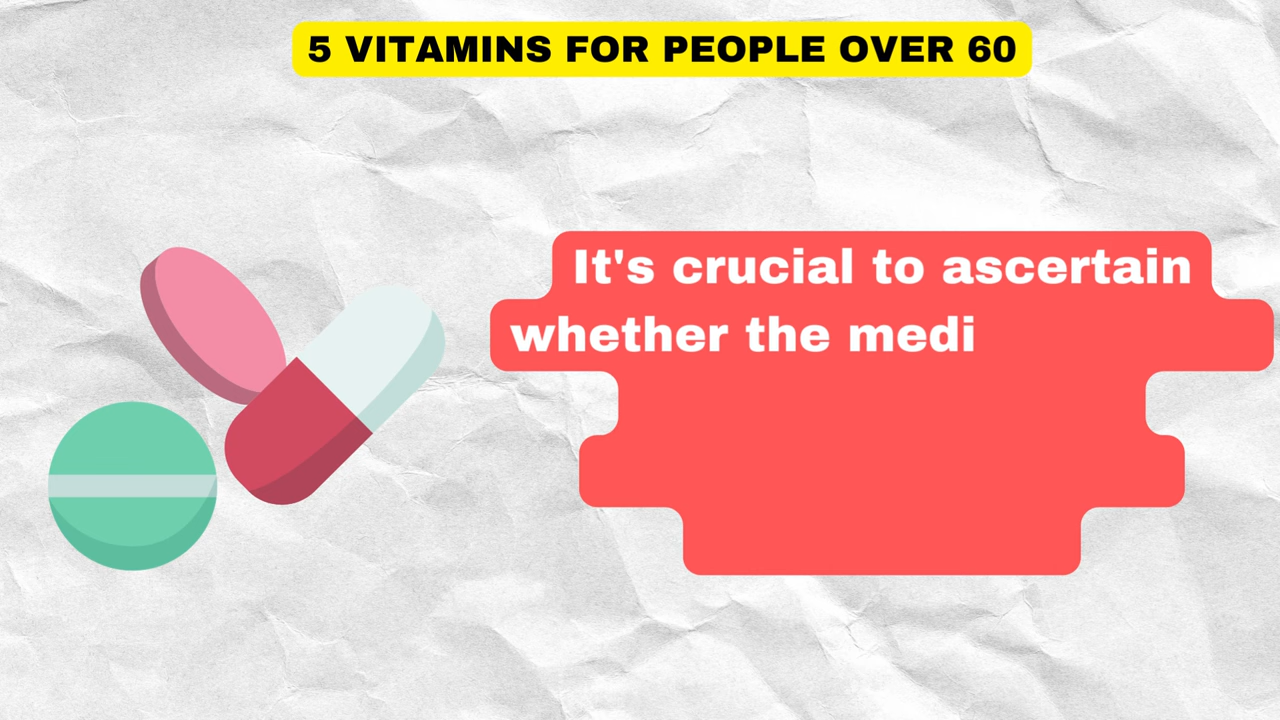 5 VITAMINS FOR PEOPLE OVER 60
It's crucial to ascertain
whether the medi